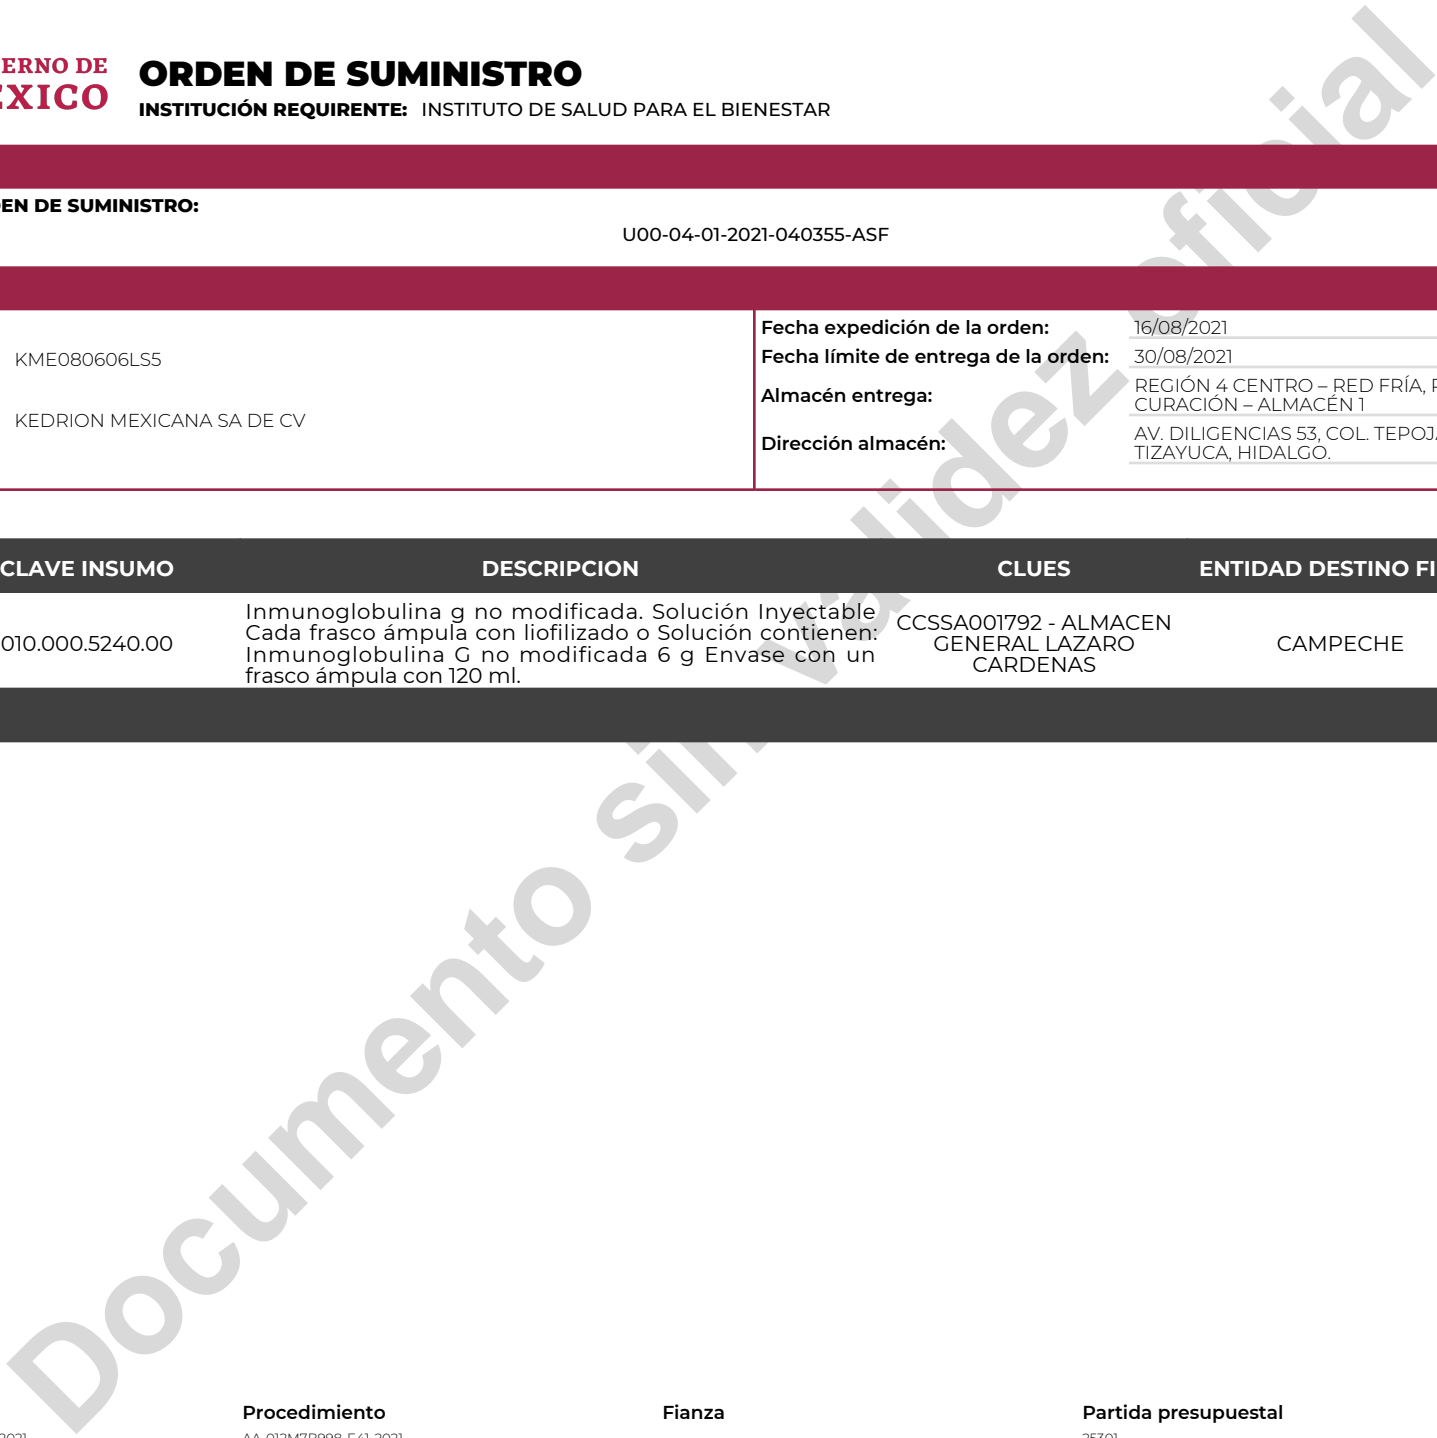 ERNO DE
EXICO
ORDEN DE SUMINISTRO
INSTITUCIÓN REQUIRENTE: INSTITUTO DE SALUD PARA EL BIENESTAR
EN DE SUMINISTRO:
U00-04-01-2021-040355-ASF
KME080606LS5
KEDRION MEXICANA SA DE CV
Fecha expedición de la orden: 16/08/2021
Fecha límite de entrega de la orden: 30/08/2021
Almacén entrega: REGIÓN 4 CENTRO – RED FRÍA,
CURACIÓN – ALMACÉN 1
Dirección almacén: AV. DILIGENCIAS 53, COL. TEPOJ
TIZAYUCA, HIDALGO.
CLAVE INSUMO DESCRIPCION CLUES ENTIDAD DESTINO FI
010.000.5240.00
Inmunoglobulina g no modificada. Solución Inyectable
Cada frasco ámpula con liofilizado o Solución contienen:
Inmunoglobulina G no modificada 6 g Envase con un
frasco ámpula con 120 ml.
CCSSA001792 - ALMACEN
GENERAL LAZARO
CARDENAS
CAMPECHE
Documento sin validez oficial
Procedimiento Fianza Partida presupuestal